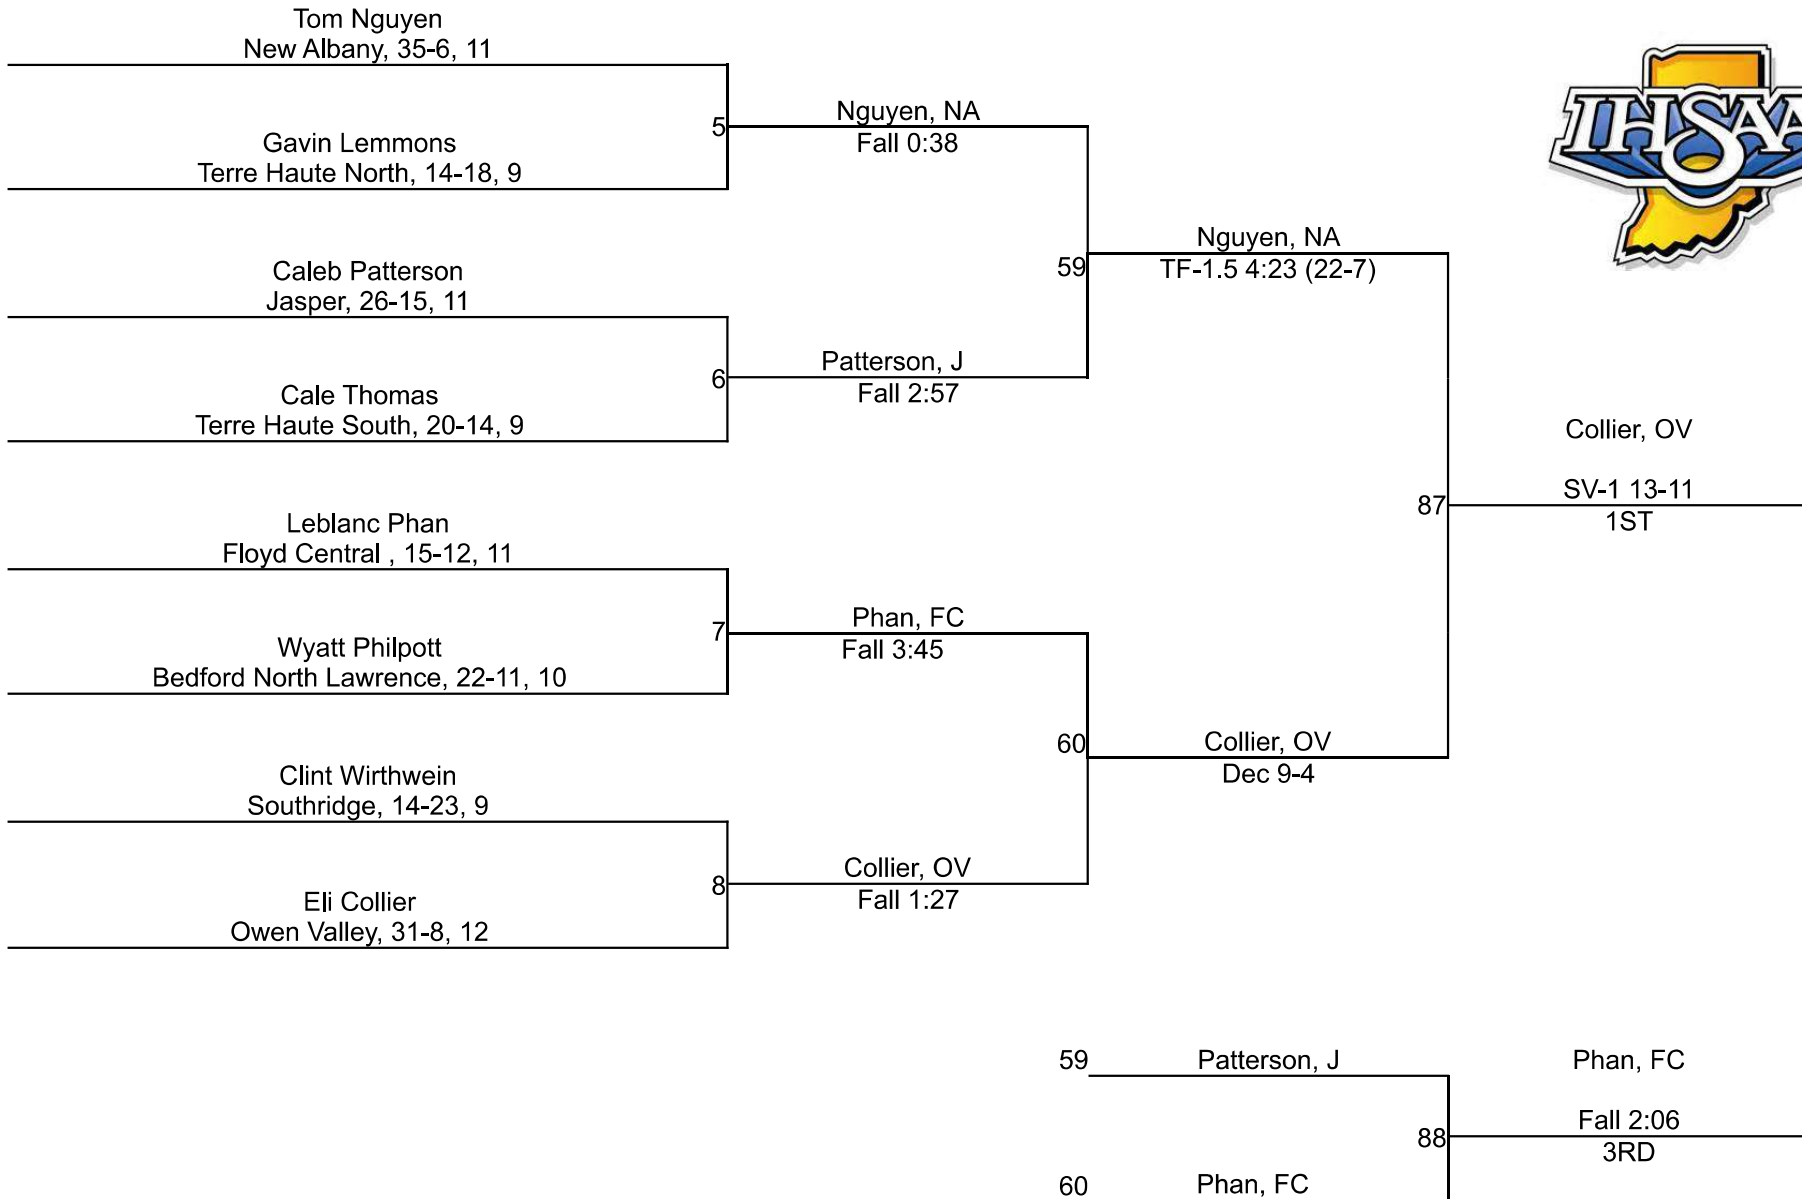 Tom Nguyen
New Albany, 35-6, 11
Gavin Lemmons
Terre Haute North, 14-18, 9
5
Nguyen, NA
Fall 0:38
Caleb Patterson
Jasper, 26-15, 11
Cale Thomas
Terre Haute South, 20-14, 9
6
Patterson, J
Fall 2:57
59
Nguyen, NA
TF-1.5 4:23 (22-7)
Leblanc Phan
Floyd Central , 15-12, 11
Wyatt Philpott
Bedford North Lawrence, 22-11, 10
7
Phan, FC
Fall 3:45
Clint Wirthwein
Southridge, 14-23, 9
Eli Collier
Owen Valley, 31-8, 12
8
Collier, OV
Fall 1:27
60
Collier, OV
Dec 9-4
87
Collier, OV
SV-1 13-11
1ST
IHSAA
59
Patterson, J
60
Phan, FC
88
Phan, FC
Fall 2:06
3RD